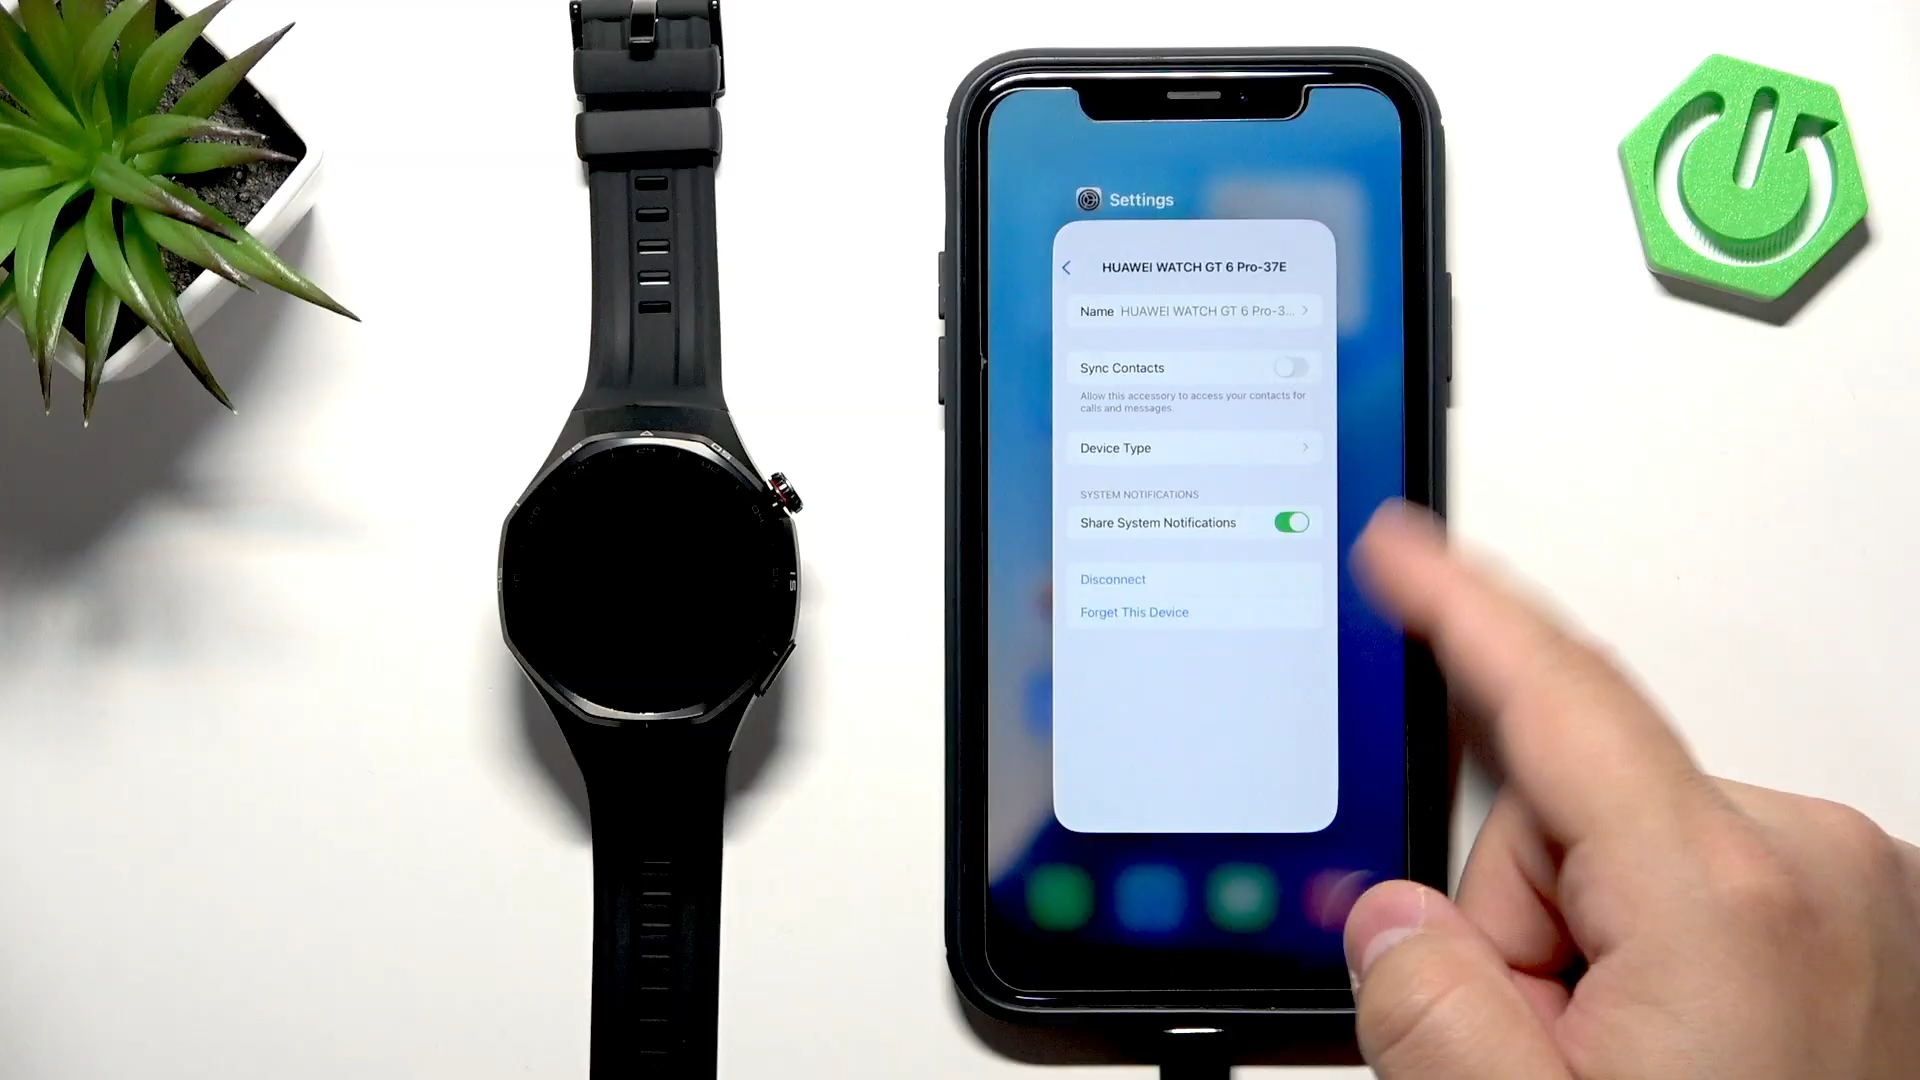 Settings
HUAWEI WATCH GT 6 Pro-37E
Name HUAWEI WATCH GT 6 Pro-3...
Sync Contacts
Allow this accessory to access your contacts for
calls and messages.
Device Type
SYSTEM NOTIFICATIONS
Share System Notifications
Disconnect
Forget This Device